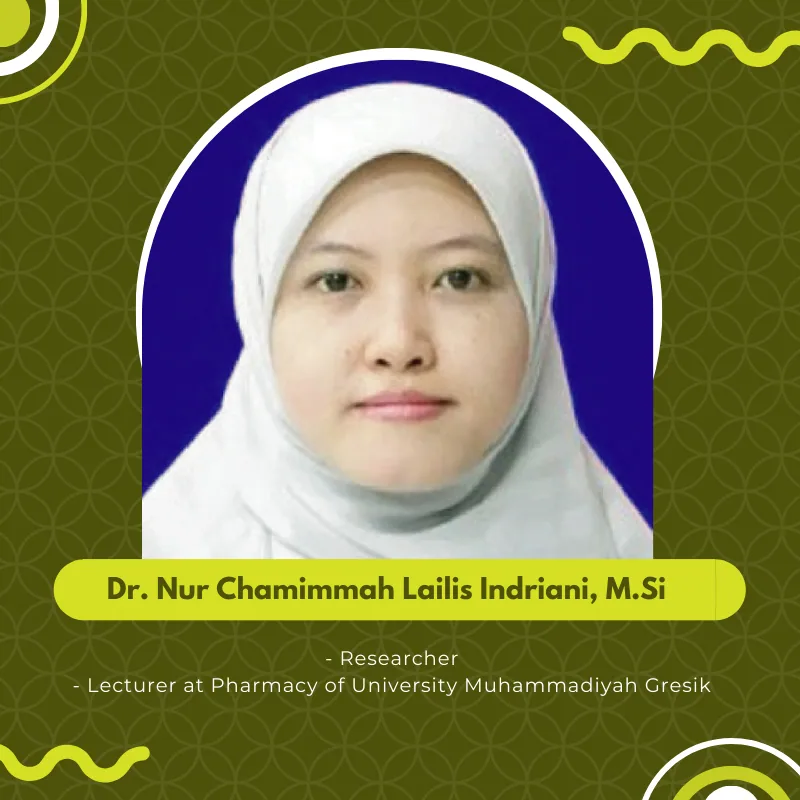 Dr. Nur Chamimmah Lailis Indriani, M.Si
- Researcher
- Lecturer at Pharmacy of University Muhammadiyah Gresik